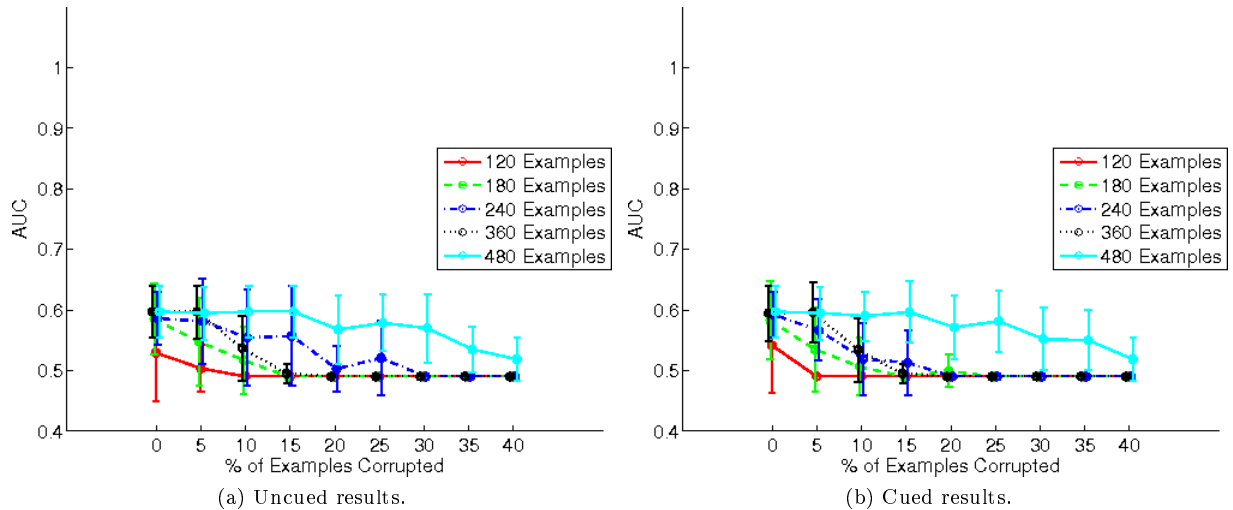 1
0.9
0.8
0.7
0.6
0.5
0.4
AUC
120 Examples
180 Examples
240 Examples
360 Examples
480 Examples
0 5 10 15 20 25 30 35 40
% of Examples Corrupted
(a) Uncued results.
1
0.9
0.8
0.7
0.6
0.5
0.4
AUC
120 Examples
180 Examples
240 Examples
360 Examples
480 Examples
0 5 10 15 20 25 30 35 40
% of Examples Corrupted
(b) Cued results.